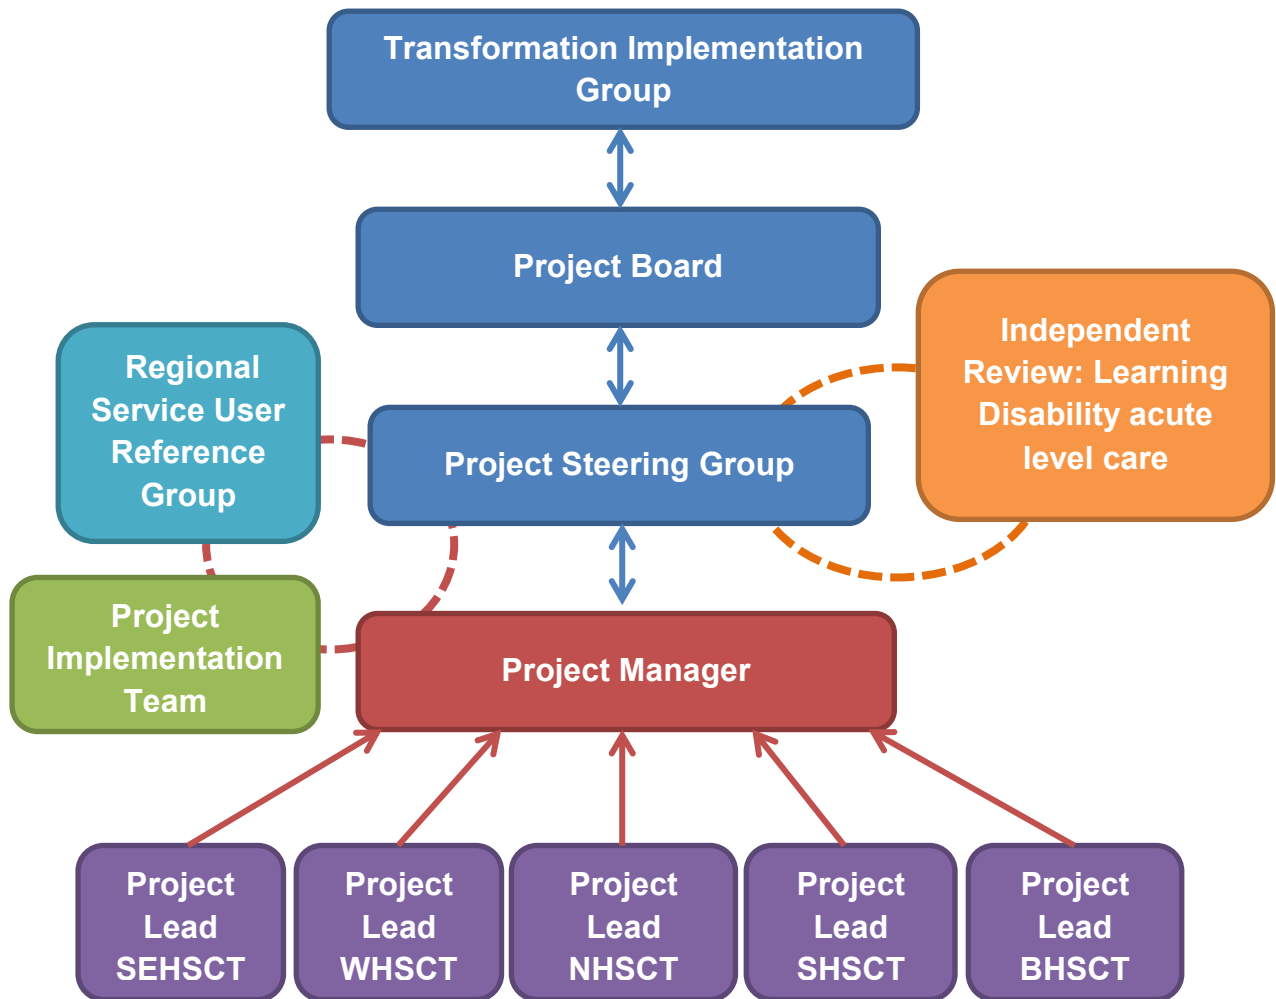 Transformation Implementation
Group
Project Board
Independent
Review: Learning
Disability acute
level care
Regional
Service User
Reference
Group
Project Steering Group
Project
Implementation
Team
Project Manager
Project
Lead
SEHSCT
Project
Lead
WHSCT
Project
Lead
NHSCT
Project
Lead
SHSCT
Project
Lead
BHSCT